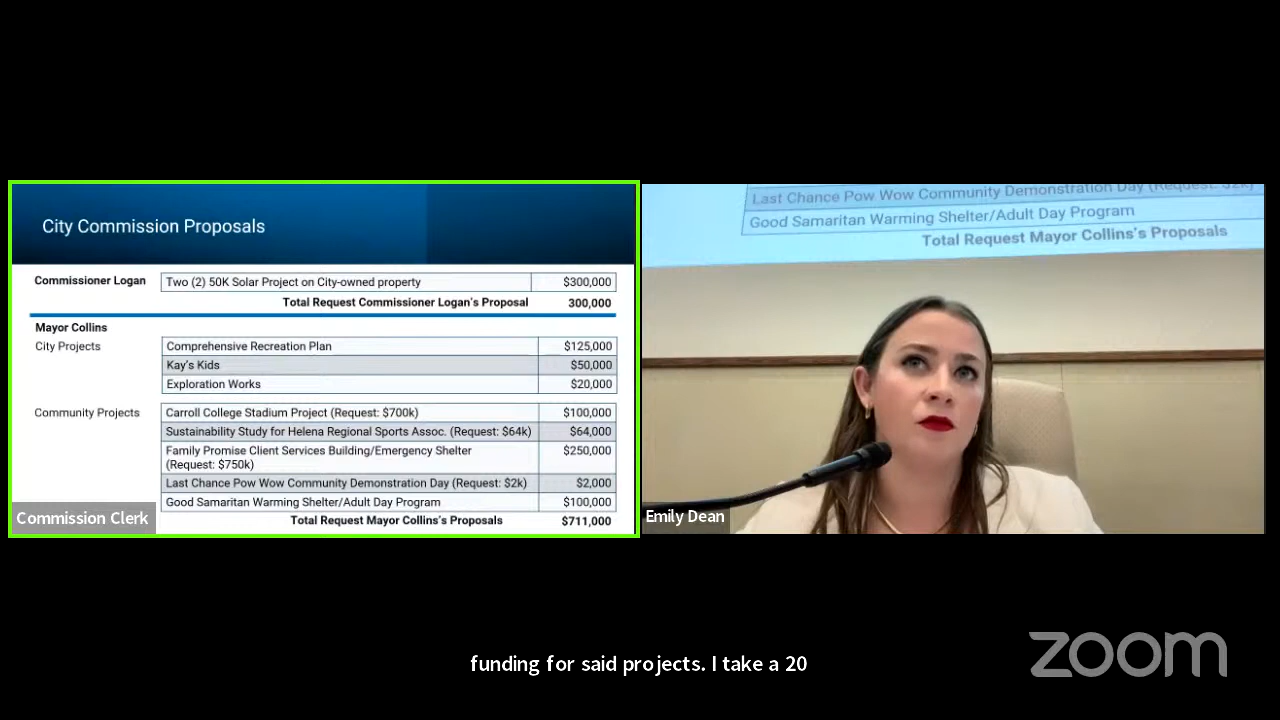 City Commission Proposals
Commissioner Logan Two (2) 50K Solar Project on City-owned property $300,000
Total Request Commissioner Logan's Proposal 300,000
Mayor Collins
City Projects Comprehensive Recreation Plan $125,000
Kay's Kids $50,000
Exploration Works $20,000
Community Projects Carroll College Stadium Project (Request: $700k) $100,000
Sustainability Study for Helena Regional Sports Assoc. (Request: $64k) $64,000
Family Promise Client Services Building/Emergency Shelter $250,000
(Request: $750k)
Last Chance Pow Wow Community Demonstration Day (Request: $2k) $2,000
Good Samaritan Warming Shelter/Adult Day Program $100,000
Total Request Mayor Collins's Proposals $711,000
Commission Clerk
Last Chance Pow Wow Community Demonstration Day (Request: $2k)
Good Samaritan Warming Shelter/Adult Day Program
Total Request Mayor Collins's Proposals
Emily Dean
funding for said projects. I take a 20
zoom